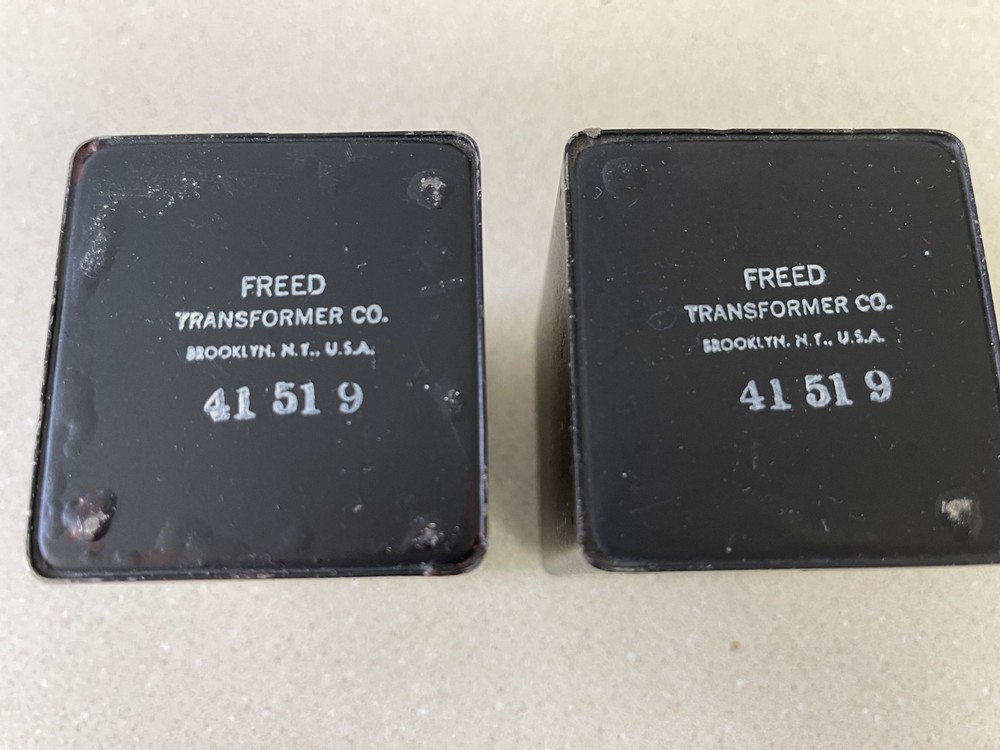 FREED
TRANSFORMER CO.
BROOKLYN, N.Y., U.S.A.
41 51 9
FREED
TRANSFORMER CO.
BROOKLYN, N.Y., U.S.A.
41 51 9